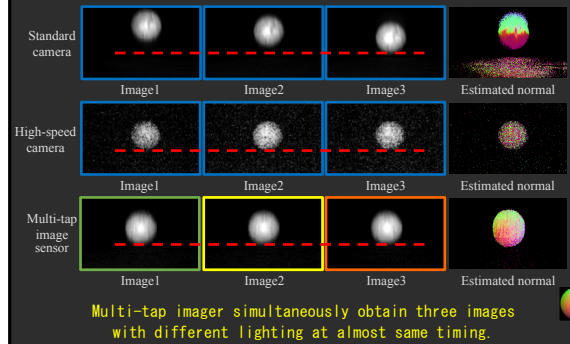 Standard
camera
Image1
Image2
Image3
Estimated normal
High-speed
camera
Image1
Image2
Image3
Estimated normal
Multi-tap
image
sensor
Image1
Image2
Image3
Estimated normal
Multi-tap imager simultaneously obtain three images
with different lighting at almost same timing.